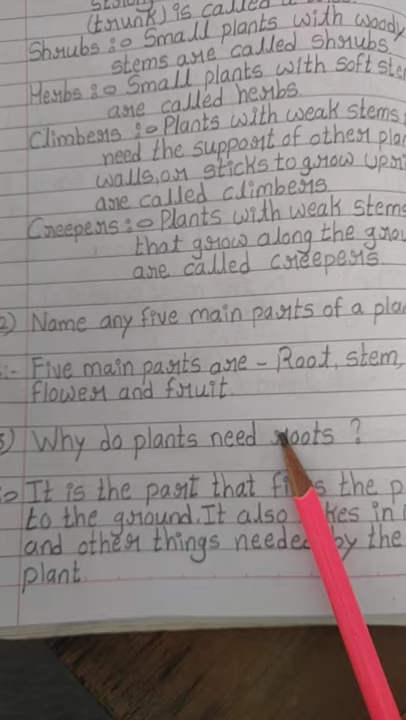 (trunk) is called a
Shrubs :o Small plants with woody
stems are called shrubs.
Herbs :o Small plants with soft
are called herbs.
Climbers :o Plants with weak stems
need the support of other
walls, or sticks to grow
are called climbers.
Creepers :o Plants with weak stems
that grow along the
are called creepers.
2) Name any five main parts of a
:- Five main parts are - Root, stem,
flower and fruit.
3) Why do plants need roots ?
:o It is the part that the
to the ground. It also in
and other things needed by the
plant.